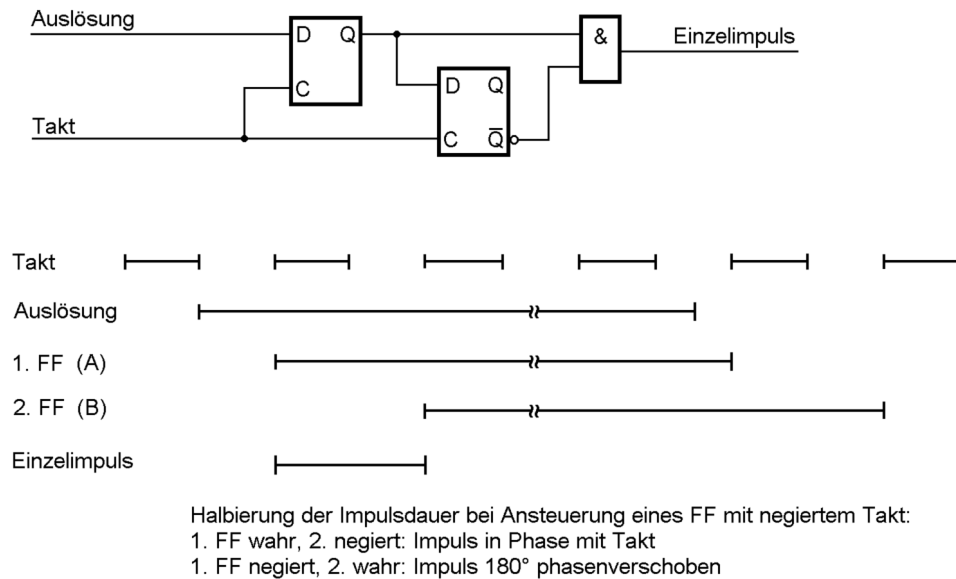 Auslösung
D Q
C
&
Einzelimpuls
D Q
Takt
C Q̅
Takt
Auslösung
1. FF (A)
2. FF (B)
Einzelimpuls
Halbierung der Impulsdauer bei Ansteuerung eines FF mit negiertem Takt:
1. FF wahr, 2. negiert: Impuls in Phase mit Takt
1. FF negiert, 2. wahr: Impuls 180° phasenverschoben